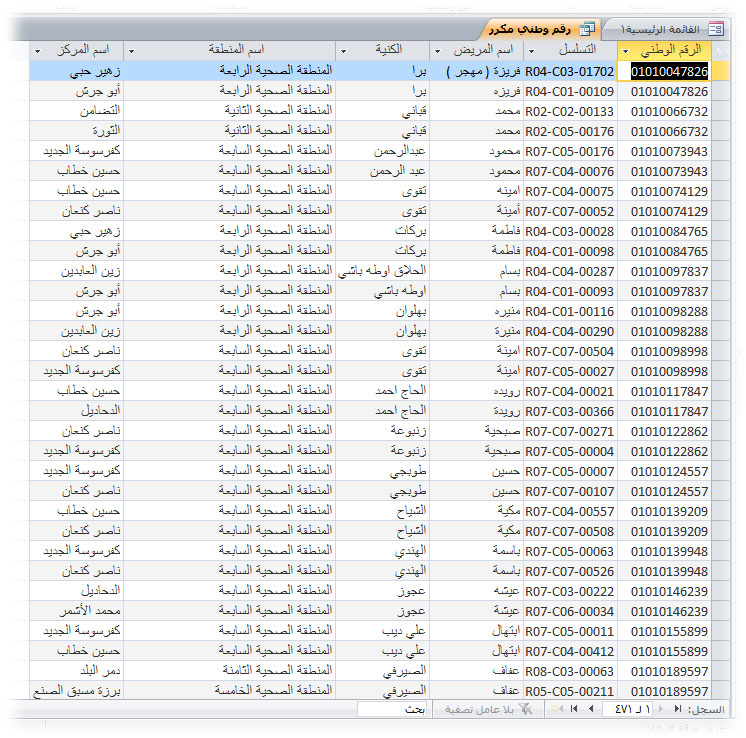 القائمة الرئيسية١ رقم وطني مكرر
الرقم الوطني التسلسل اسم المريض الكنية اسم المنطقة اسم المركز
01010047826 R04-C03-01702 فريزة ( مهجر ) برا المنطقة الصحية الرابعة زهير حبي
01010047826 R04-C01-00109 فريزه برا المنطقة الصحية الرابعة أبو جرش
01010066732 R02-C02-00133 محمد قباني المنطقة الصحية الثانية التضامن
01010066732 R02-C05-00176 محمد قباني المنطقة الصحية الثانية الثورة
01010073943 R07-C05-00176 محمود عبدالرحمن المنطقة الصحية السابعة كفرسوسة الجديد
01010073943 R07-C04-00076 محمود عبد الرحمن المنطقة الصحية السابعة حسين خطاب
01010074129 R07-C04-00075 امينه تقوى المنطقة الصحية السابعة حسين خطاب
01010074129 R07-C07-00052 أمينة تقوى المنطقة الصحية السابعة ناصر كنعان
01010084765 R04-C03-00028 فاطمة بركات المنطقة الصحية الرابعة زهير حبي
01010084765 R04-C01-00098 فاطمة بركات المنطقة الصحية الرابعة أبو جرش
01010097837 R04-C04-00287 بسام الحلاق اوطه باشي المنطقة الصحية الرابعة زين العابدين
01010097837 R04-C01-00093 بسام اوطه باشي المنطقة الصحية الرابعة أبو جرش
01010098288 R04-C01-00116 منيره بهلوان المنطقة الصحية الرابعة أبو جرش
01010098288 R04-C04-00290 منيرة بهلوان المنطقة الصحية الرابعة زين العابدين
01010098998 R07-C07-00504 امينة تقوى المنطقة الصحية السابعة ناصر كنعان
01010098998 R07-C05-00027 امينة تقوى المنطقة الصحية السابعة كفرسوسة الجديد
01010117847 R07-C04-00021 رويده الحاج احمد المنطقة الصحية السابعة حسين خطاب
01010117847 R07-C03-00366 رويدة الحاج احمد المنطقة الصحية السابعة الدحاديل
01010122862 R07-C07-00271 صبحية زنبوعة المنطقة الصحية السابعة ناصر كنعان
01010122862 R07-C05-00004 صبحية زنبوعة المنطقة الصحية السابعة كفرسوسة الجديد
01010124557 R07-C05-00007 حسين طوبجي المنطقة الصحية السابعة كفرسوسة الجديد
01010124557 R07-C07-00107 حسين طوبجي المنطقة الصحية السابعة ناصر كنعان
01010139209 R07-C04-00557 مكية الشياح المنطقة الصحية السابعة حسين خطاب
01010139209 R07-C07-00508 مكية الشياح المنطقة الصحية السابعة ناصر كنعان
01010139948 R07-C05-00063 باسمة الهندي المنطقة الصحية السابعة كفرسوسة الجديد
01010139948 R07-C07-00526 باسمة الهندي المنطقة الصحية السابعة ناصر كنعان
01010146239 R07-C03-00222 عيشه عجوز المنطقة الصحية السابعة الدحاديل
01010146239 R07-C06-00034 عيشة عجوز المنطقة الصحية السابعة محمد الأشمر
01010155899 R07-C05-00011 ابتهال علي ديب المنطقة الصحية السابعة كفرسوسة الجديد
01010155899 R07-C04-00412 ابتهال علي ديب المنطقة الصحية السابعة حسين خطاب
01010189597 R08-C03-00063 عفاف الصيرفي المنطقة الصحية الثامنة دمر البلد
01010189597 R05-C05-00211 عفاف الصيرفي المنطقة الصحية الخامسة برزة مسبق الصنع
السجل: ١ لـ ٤٧١ بلا عامل تصفية بحث